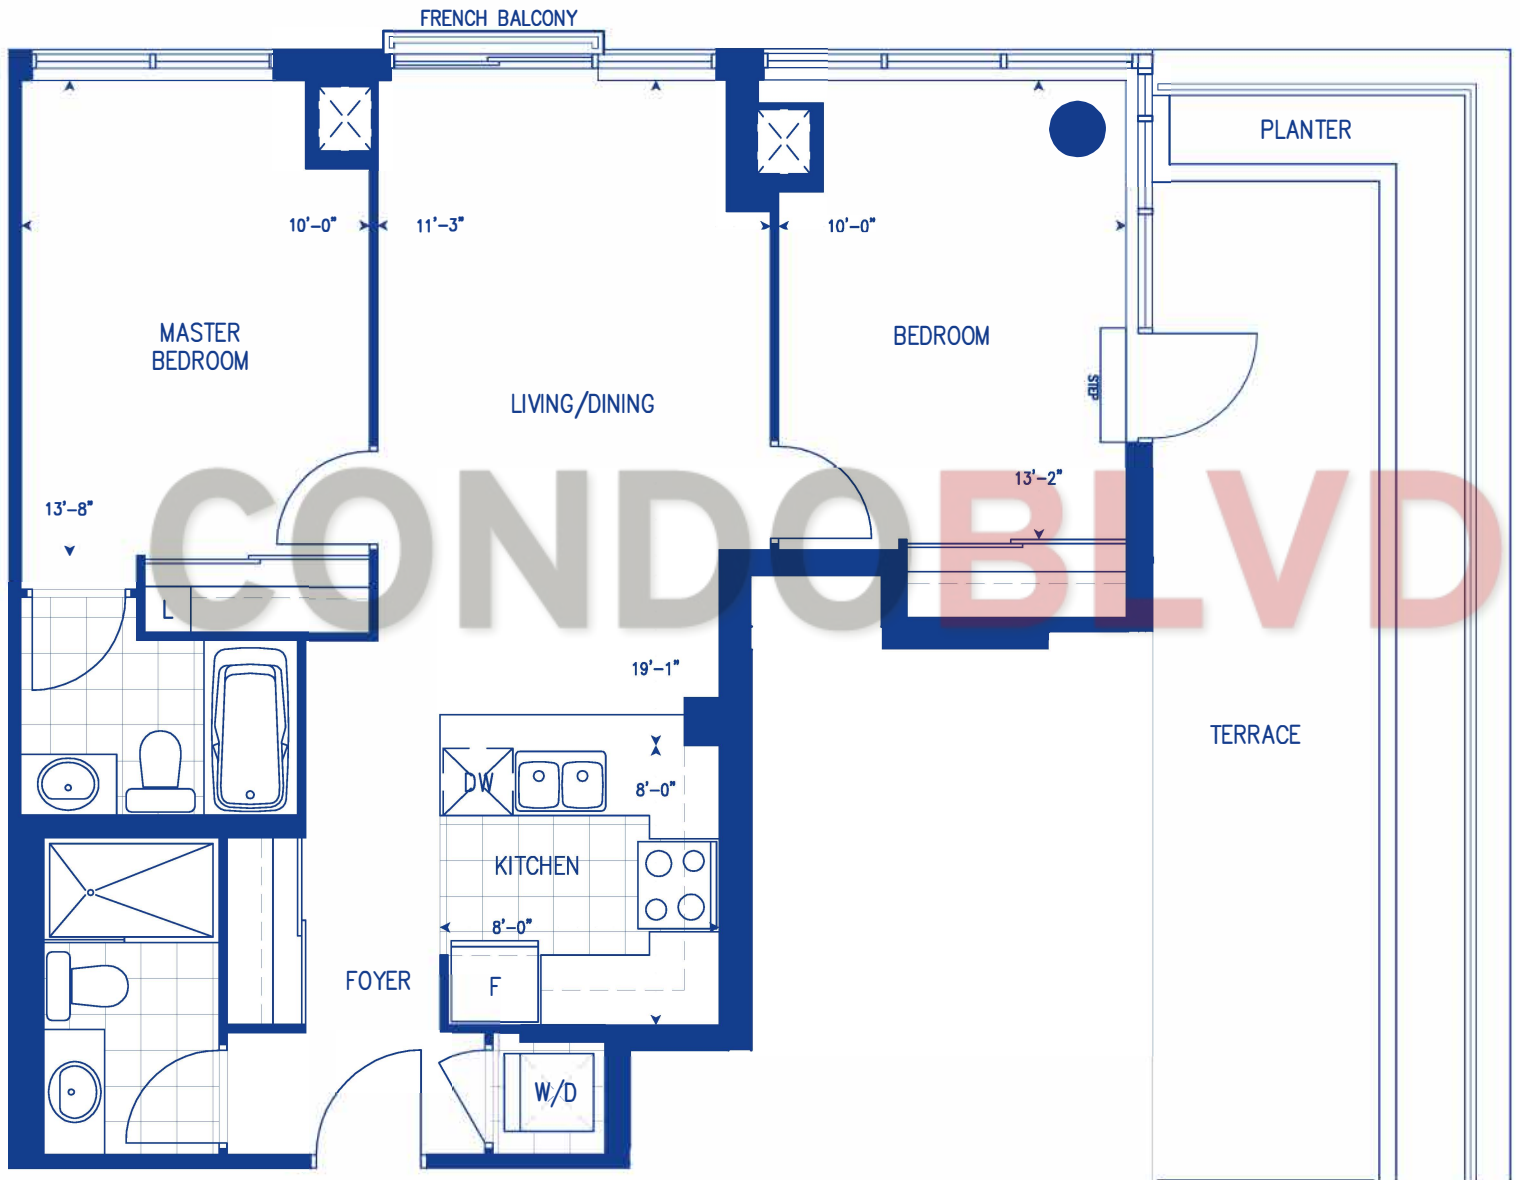 FRENCH BALCONY
PLANTER
10'-0"
11'-3"
10'-0"
MASTER
BEDROOM
BEDROOM
STEP
LIVING/DINING
13'-2"
13'-8"
CONDOBLVD
L
19'-1"
TERRACE
DW
8'-0"
KITCHEN
8'-0"
FOYER
F
W/D